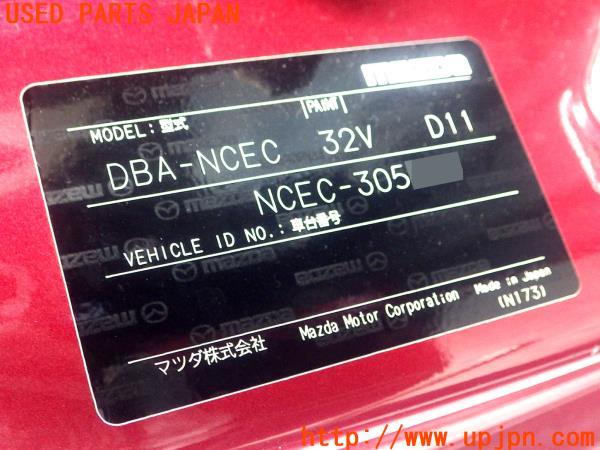 USED PARTS JAPAN
mazda
MODEL: 型式 PAINT
DBA-NCEC 32V D11
NCEC-305
VEHICLE ID NO.: 車台番号
マツダ株式会社 Mazda Motor Corporation Made in Japan
(N173)
http://www.upjpn.com